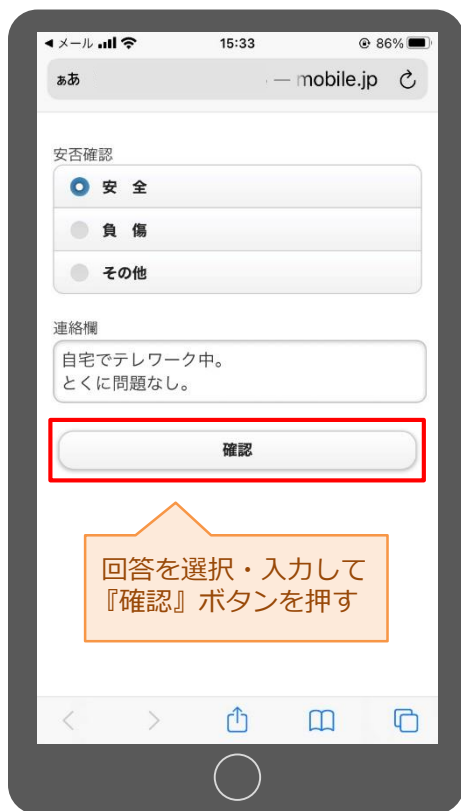 メール 15:33 86%
ぁあ — mobile.jp
安否確認
安 全
負 傷
その他
連絡欄
自宅でテレワーク中。
とくに問題なし。
確認
回答を選択・入力して
『確認』ボタンを押す